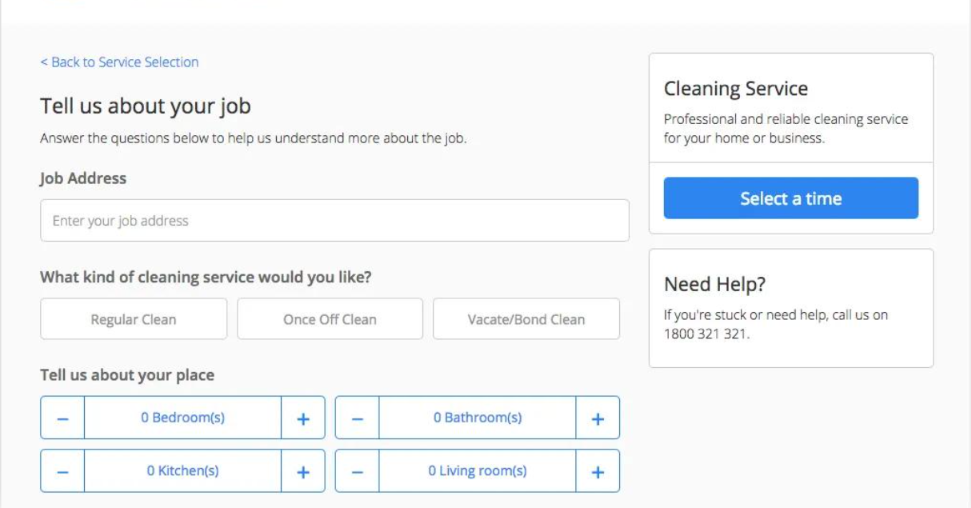 < Back to Service Selection
Tell us about your job
Answer the questions below to help us understand more about the job.
Job Address
Enter your job address
What kind of cleaning service would you like?
Regular Clean
Once Off Clean
Vacate/Bond Clean
Tell us about your place
− 0 Bedroom(s) +
− 0 Bathroom(s) +
− 0 Kitchen(s) +
− 0 Living room(s) +
Cleaning Service
Professional and reliable cleaning service
for your home or business.
Select a time
Need Help?
If you're stuck or need help, call us on
1800 321 321.